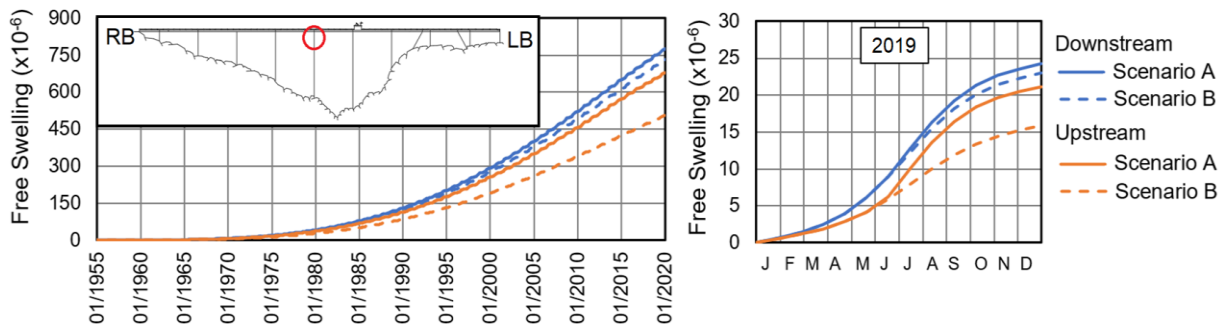 Free Swelling (x10-6)
900
750
600
450
300
150
0
RB
LB
01/1955
01/1960
01/1965
01/1970
01/1975
01/1980
01/1985
01/1990
01/1995
01/2000
01/2005
01/2010
01/2015
01/2020
Free Swelling (x10-6)
30
25
20
15
10
5
0
2019
J F M A M J J A S O N D
Downstream
Scenario A
Scenario B
Upstream
Scenario A
Scenario B